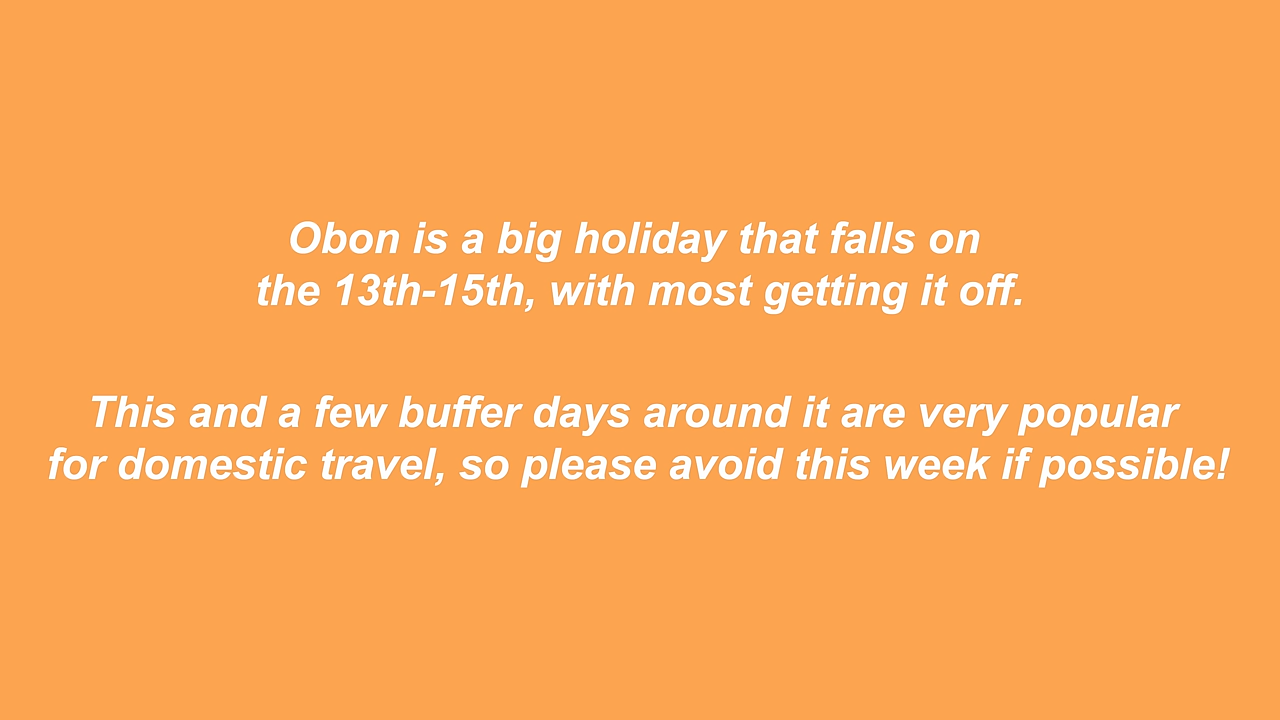 Obon is a big holiday that falls on
the 13th-15th, with most getting it off.
This and a few buffer days around it are very popular
for domestic travel, so please avoid this week if possible!